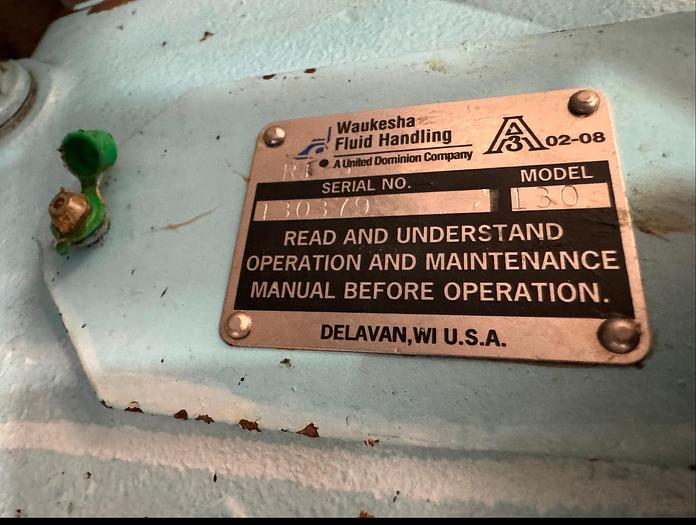 Waukesha
Fluid Handling
A United Dominion Company
A
3
02-08
SERIAL NO.
MODEL
130379
130
READ AND UNDERSTAND
OPERATION AND MAINTENANCE
MANUAL BEFORE OPERATION.
DELAVAN,WI U.S.A.